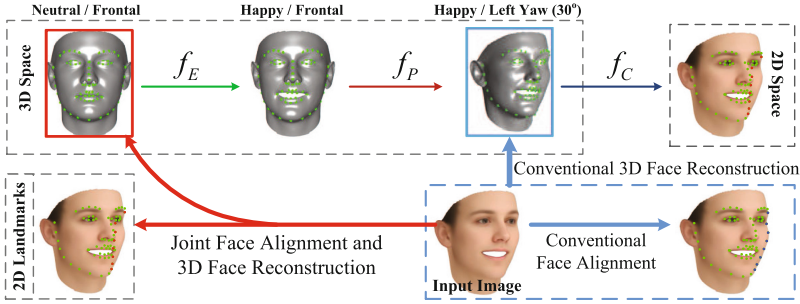 Neutral / Frontal
Happy / Frontal
Happy / Left Yaw (30⁰)
3D Space
f_E
f_P
f_C
2D Space
Conventional 3D Face Reconstruction
2D Landmarks
Joint Face Alignment and
3D Face Reconstruction
Input Image
Conventional
Face Alignment